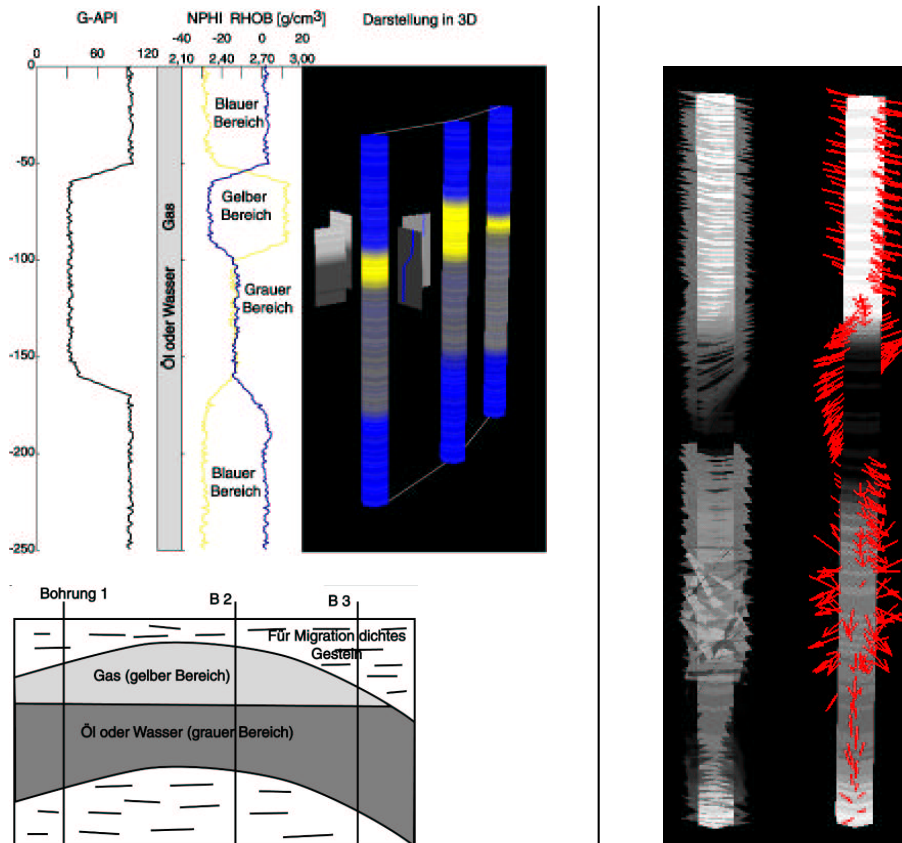 G-API
NPHI RHOB [g/cm³]
Darstellung in 3D
-40 0 20
0 60 120 2,10 2,40 2,70 3,00
0
-50
-100
-150
-200
-250
Gas
Öl oder Wasser
Blauer
Bereich
Gelber
Bereich
Grauer
Bereich
Blauer
Bereich
Bohrung 1
B 2
B 3
Für Migration dichtes
Gestein
Gas (gelber Bereich)
Öl oder Wasser (grauer Bereich)